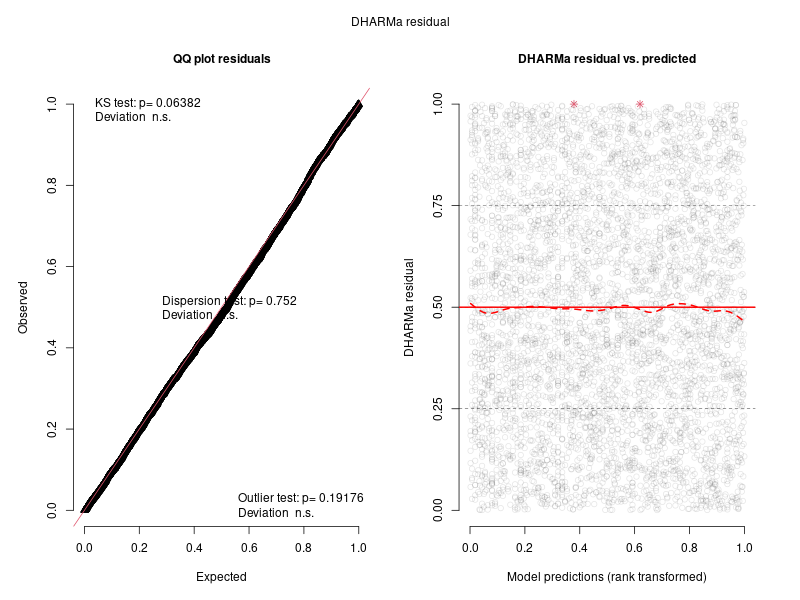 DHARMa residual
QQ plot residuals
KS test: p= 0.06382
Deviation n.s.
Dispersion test: p= 0.752
Deviation n.s.
Outlier test: p= 0.19176
Deviation n.s.
Observed
1.0
0.8
0.6
0.4
0.2
0.0
0.0 0.2 0.4 0.6 0.8 1.0
Expected
DHARMa residual vs. predicted
DHARMa residual
1.00
0.75
0.50
0.25
0.00
0.0 0.2 0.4 0.6 0.8 1.0
Model predictions (rank transformed)